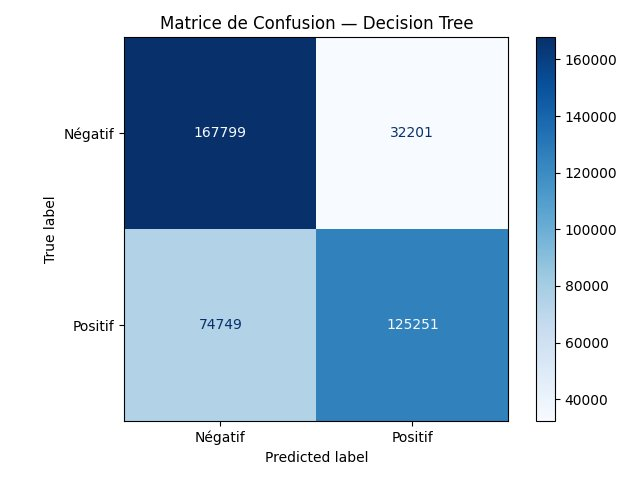 Matrice de Confusion — Decision Tree
True label
Négatif
167799
32201
Positif
74749
125251
Négatif
Positif
Predicted label
160000
140000
120000
100000
80000
60000
40000